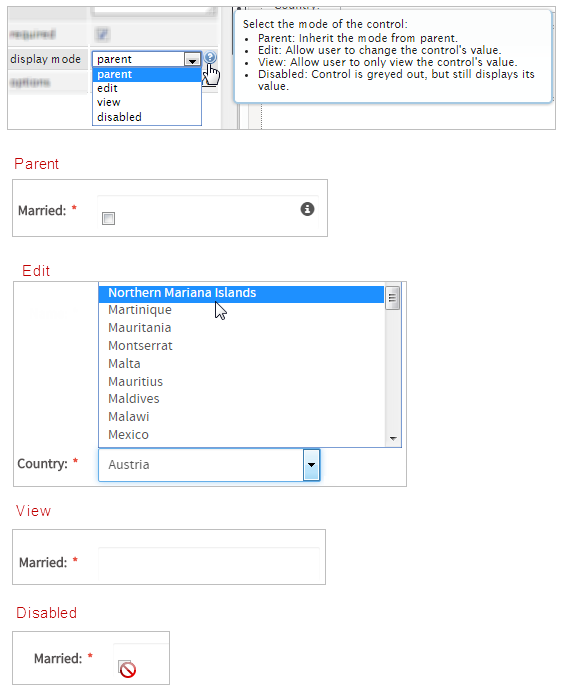 Country:
Select the mode of the control:
• Parent: Inherit the mode from parent.
• Edit: Allow user to change the control's value.
• View: Allow user to only view the control's value.
• Disabled: Control is greyed out, but still displays its
value.
required
display mode parent
options
parent
edit
view
disabled
Parent
Married: *
Edit
Northern Mariana Islands
Martinique
Mauritania
Montserrat
Malta
Mauritius
Maldives
Malawi
Mexico
Country: * Austria
View
Married: *
Disabled
Married: *